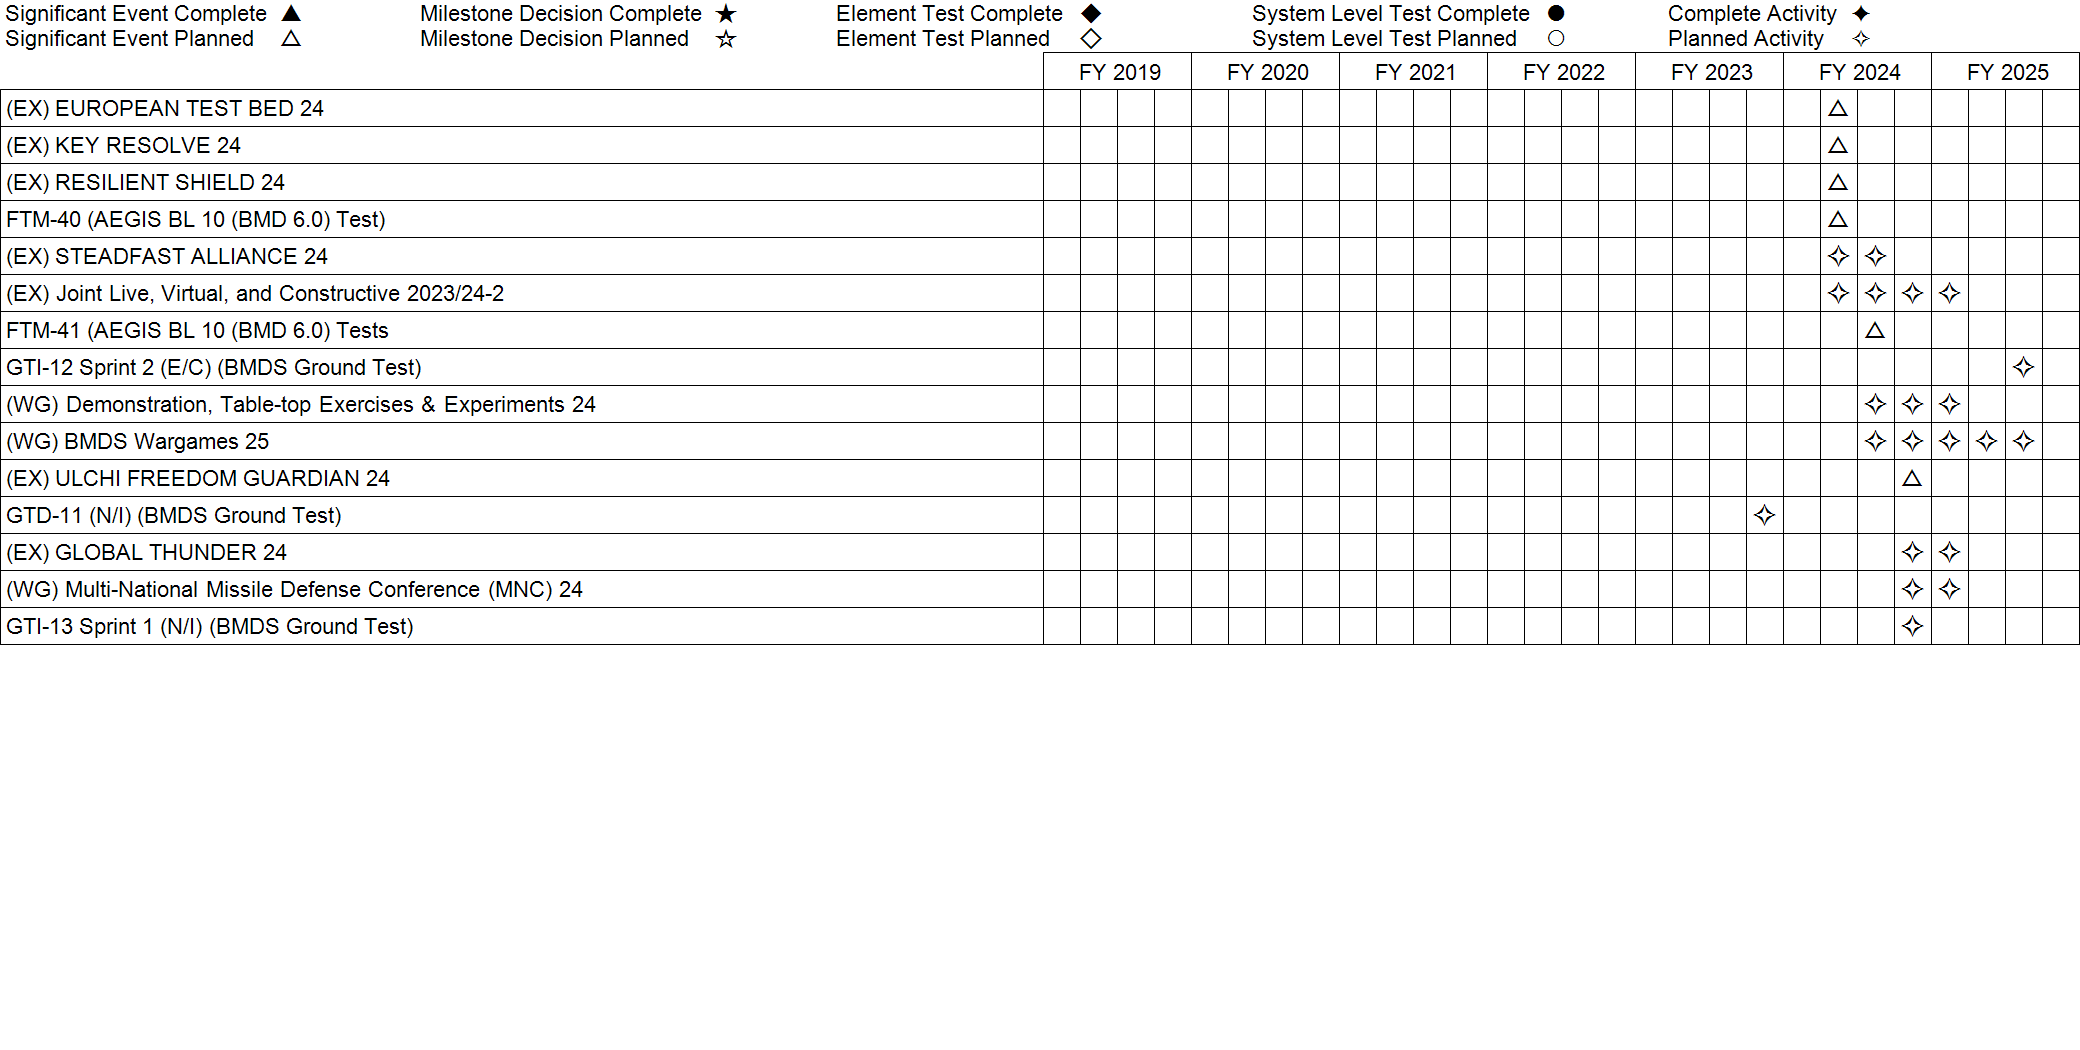 Significant Event Complete ▲ Milestone Decision Complete ★ Element Test Complete ◆ System Level Test Complete ● Complete Activity ✦
Significant Event Planned △ Milestone Decision Planned ☆ Element Test Planned ◇ System Level Test Planned ○ Planned Activity ✧
FY 2019 FY 2020 FY 2021 FY 2022 FY 2023 FY 2024 FY 2025
(EX) EUROPEAN TEST BED 24 △
(EX) KEY RESOLVE 24 △
(EX) RESILIENT SHIELD 24 △
FTM-40 (AEGIS BL 10 (BMD 6.0) Test) △
(EX) STEADFAST ALLIANCE 24 ✧ ✧
(EX) Joint Live, Virtual, and Constructive 2023/24-2 ✧ ✧ ✧ ✧
FTM-41 (AEGIS BL 10 (BMD 6.0) Tests △
GTI-12 Sprint 2 (E/C) (BMDS Ground Test) ✧
(WG) Demonstration, Table-top Exercises & Experiments 24 ✧ ✧ ✧
(WG) BMDS Wargames 25 ✧ ✧ ✧ ✧ ✧
(EX) ULCHI FREEDOM GUARDIAN 24 △
GTD-11 (N/I) (BMDS Ground Test) ✧
(EX) GLOBAL THUNDER 24 ✧ ✧
(WG) Multi-National Missile Defense Conference (MNC) 24 ✧ ✧
GTI-13 Sprint 1 (N/I) (BMDS Ground Test) ✧